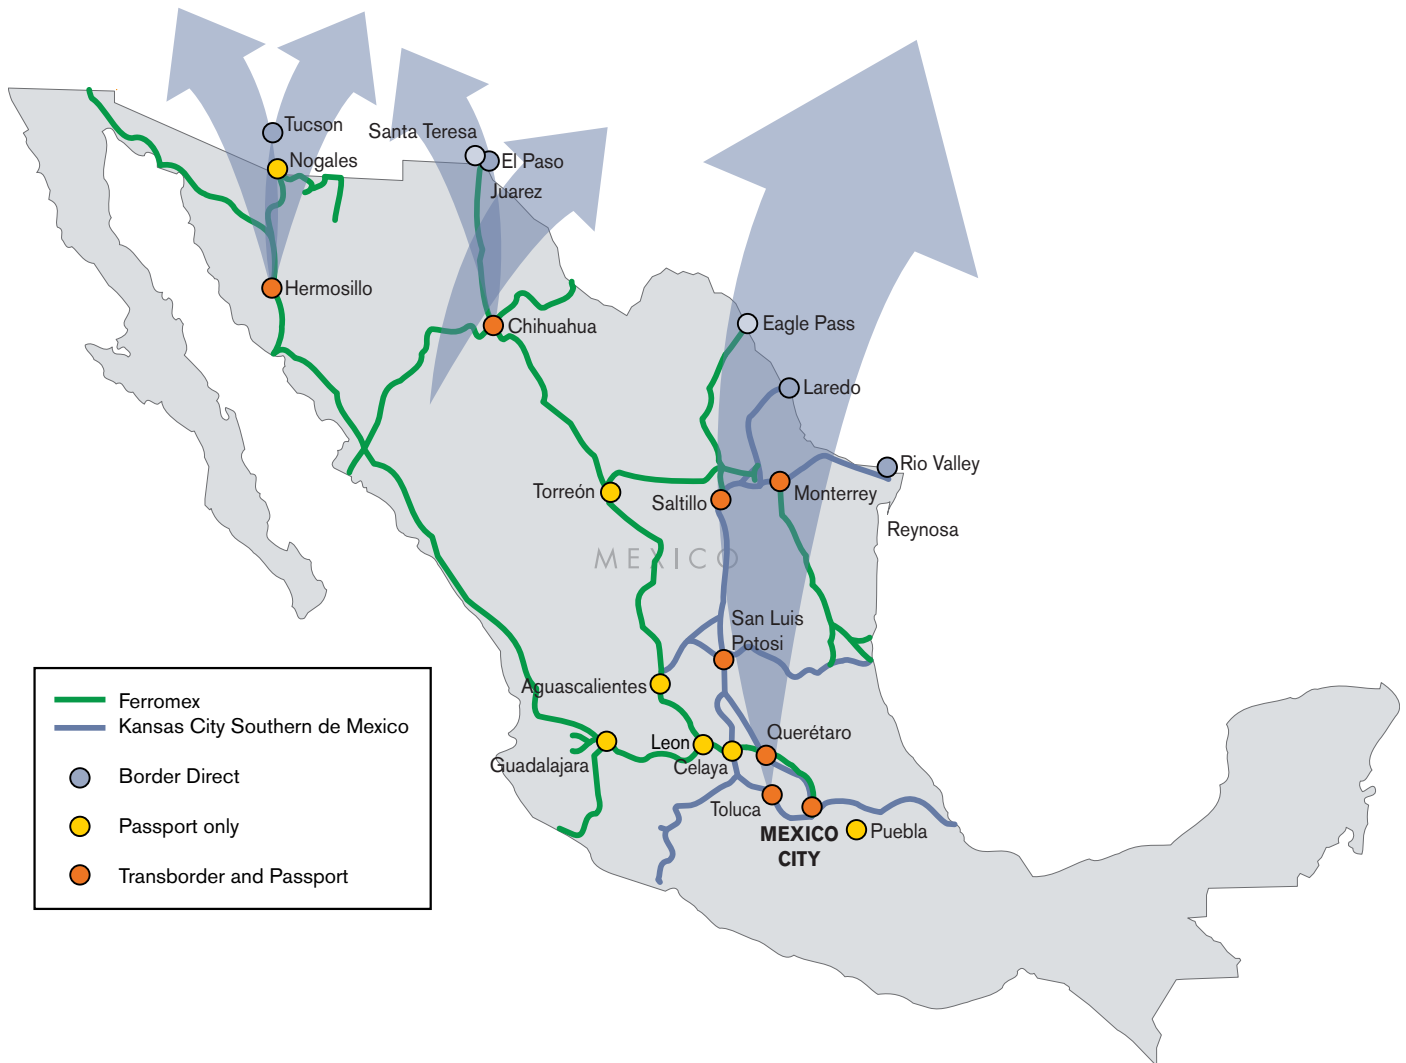 Tucson
Santa Teresa
Nogales
El Paso
Juarez
Hermosillo
Chihuahua
Eagle Pass
Laredo
Rio Valley
Torreón
Saltillo
Monterrey
Reynosa
MEXICO
San Luis
Potosi
Aguascalientes
Querétaro
Leon
Celaya
Guadalajara
Toluca
MEXICO
CITY
Puebla
Ferromex
Kansas City Southern de Mexico
Border Direct
Passport only
Transborder and Passport